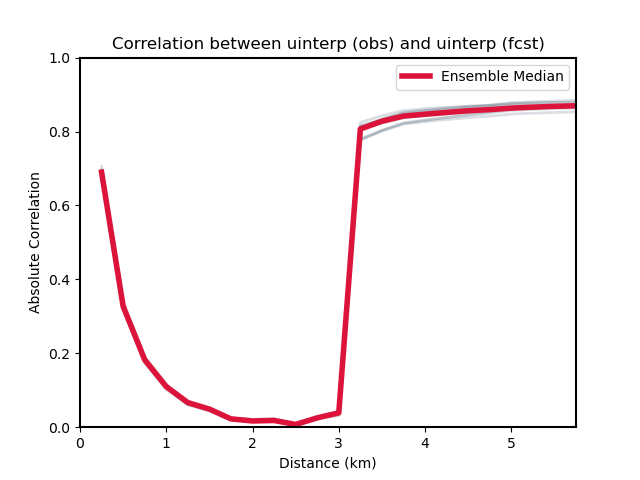 Correlation between uinterp (obs) and uinterp (fcst)
Ensemble Median
1.0
0.8
0.6
0.4
0.2
0.0
Absolute Correlation
0 1 2 3 4 5
Distance (km)